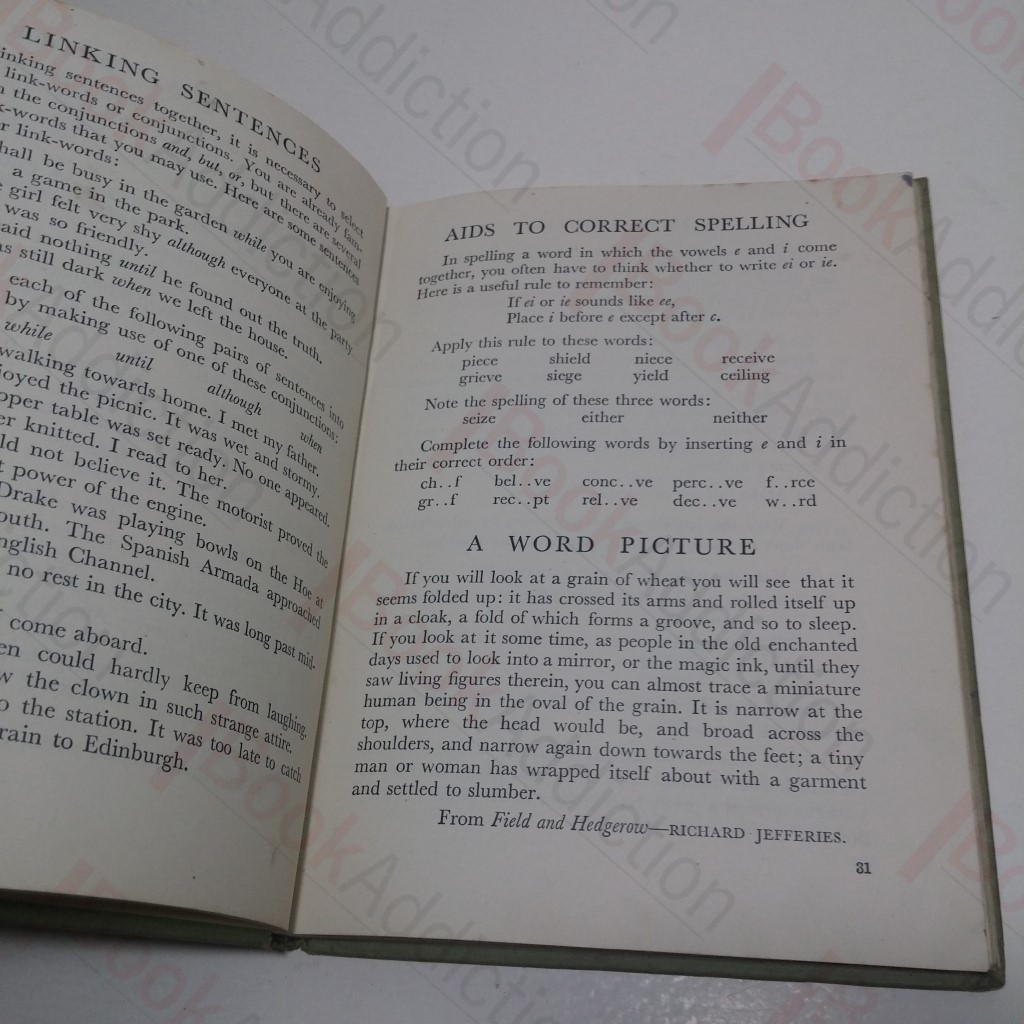 LINKING SENTENCES
inking sentences together, it is necessary to select
link-words or conjunctions. You are already fam-
the conjunctions and, but, or, but there are several
k-words that you may use. Here are some sentences
r link-words:
hall be busy in the garden while you are enjoying
a game in the park.
girl felt very shy although everyone at the party
was so friendly.
aid nothing until he found out the truth.
as still dark when we left the house.
each of the following pairs of sentences into
by making use of one of these conjunctions:
while until although when
walking towards home. I met my father.
joyed the picnic. It was wet and stormy.
pper table was set ready. No one appeared.
er knitted. I read to her.
ld not believe it. The motorist proved the
t power of the engine.
Drake was playing bowls on the Hoe at
outh. The Spanish Armada approached
nglish Channel.
no rest in the city. It was long past mid-
come aboard.
en could hardly keep from laughing.
w the clown in such strange attire.
o the station. It was too late to catch
rain to Edinburgh.
AIDS TO CORRECT SPELLING
In spelling a word in which the vowels e and i come
together, you often have to think whether to write ei or ie.
Here is a useful rule to remember:
If ei or ie sounds like ee,
Place i before e except after c.
Apply this rule to these words:
piece shield niece receive
grieve siege yield ceiling
Note the spelling of these three words:
seize either neither
Complete the following words by inserting e and i in
their correct order:
ch..f bel..ve conc..ve perc..ve f..rce
gr..f rec..pt rel..ve dec..ve w..rd
A WORD PICTURE
If you will look at a grain of wheat you will see that it
seems folded up: it has crossed its arms and rolled itself up
in a cloak, a fold of which forms a groove, and so to sleep.
If you look at it some time, as people in the old enchanted
days used to look into a mirror, or the magic ink, until they
saw living figures therein, you can almost trace a miniature
human being in the oval of the grain. It is narrow at the
top, where the head would be, and broad across the
shoulders, and narrow again down towards the feet; a tiny
man or woman has wrapped itself about with a garment
and settled to slumber.
From Field and Hedgerow—RICHARD JEFFERIES.
31
BookAddiction